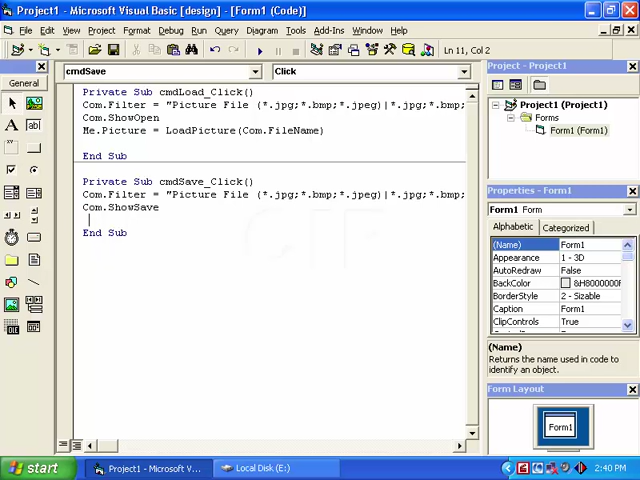 Project1 - Microsoft Visual Basic [design] - [Form1 (Code)]
File Edit View Project Format Debug Run Query Diagram Tools Add-Ins Window Help
Ln 11, Col 2
General
cmdSave
Click
Private Sub cmdLoad_Click()
Com.Filter = "Picture File (*.jpg;*.bmp;*.jpeg)|*.jpg;*.bmp;
Com.ShowOpen
Me.Picture = LoadPicture(Com.FileName)
End Sub
Private Sub cmdSave_Click()
Com.Filter = "Picture File (*.jpg;*.bmp;*.jpeg)|*.jpg;*.bmp;
Com.ShowSave
End Sub
Project - Project1
Project1 (Project1)
Forms
Form1 (Form1)
Properties - Form1
Form1 Form
Alphabetic Categorized
(Name) Form1
Appearance 1 - 3D
AutoRedraw False
BackColor &H8000000F
BorderStyle 2 - Sizable
Caption Form1
ClipControls True
(Name)
Returns the name used in code to
identify an object.
Form Layout
Form1
start
Project1 - Microsoft Vi...
Local Disk (E:)
2:40 PM